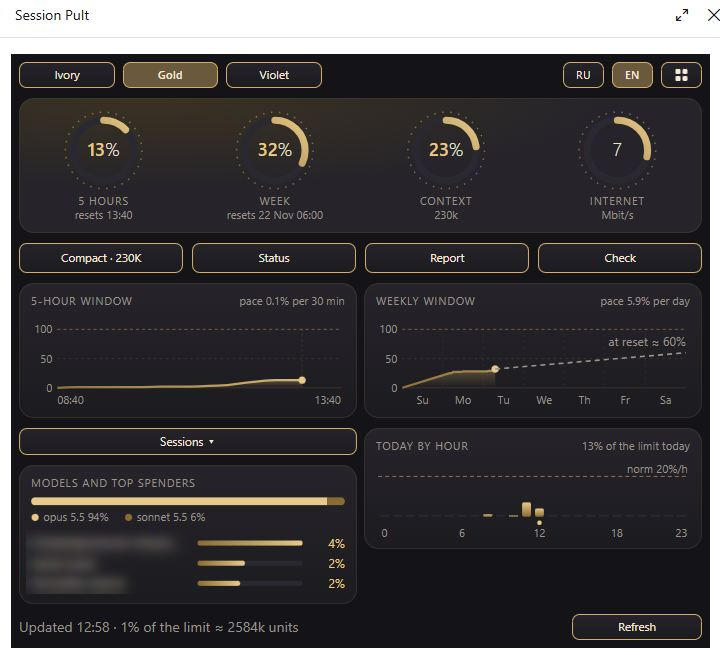 Session Pult
Ivory Gold Violet RU EN
13% 32% 23% 7
5 HOURS WEEK CONTEXT INTERNET
resets 13:40 resets 22 Nov 06:00 230k Mbit/s
Compact · 230K Status Report Check
5-HOUR WINDOW pace 0.1% per 30 min
100
50
0
08:40 13:40
WEEKLY WINDOW pace 5.9% per day
100
at reset ≈ 60%
50
0
Su Mo Tu We Th Fr Sa
Sessions ▾
MODELS AND TOP SPENDERS
opus 5.5 94% sonnet 5.5 6%
4%
2%
2%
TODAY BY HOUR 13% of the limit today
norm 20%/h
0 6 12 18 23
Updated 12:58 · 1% of the limit ≈ 2584k units
Refresh